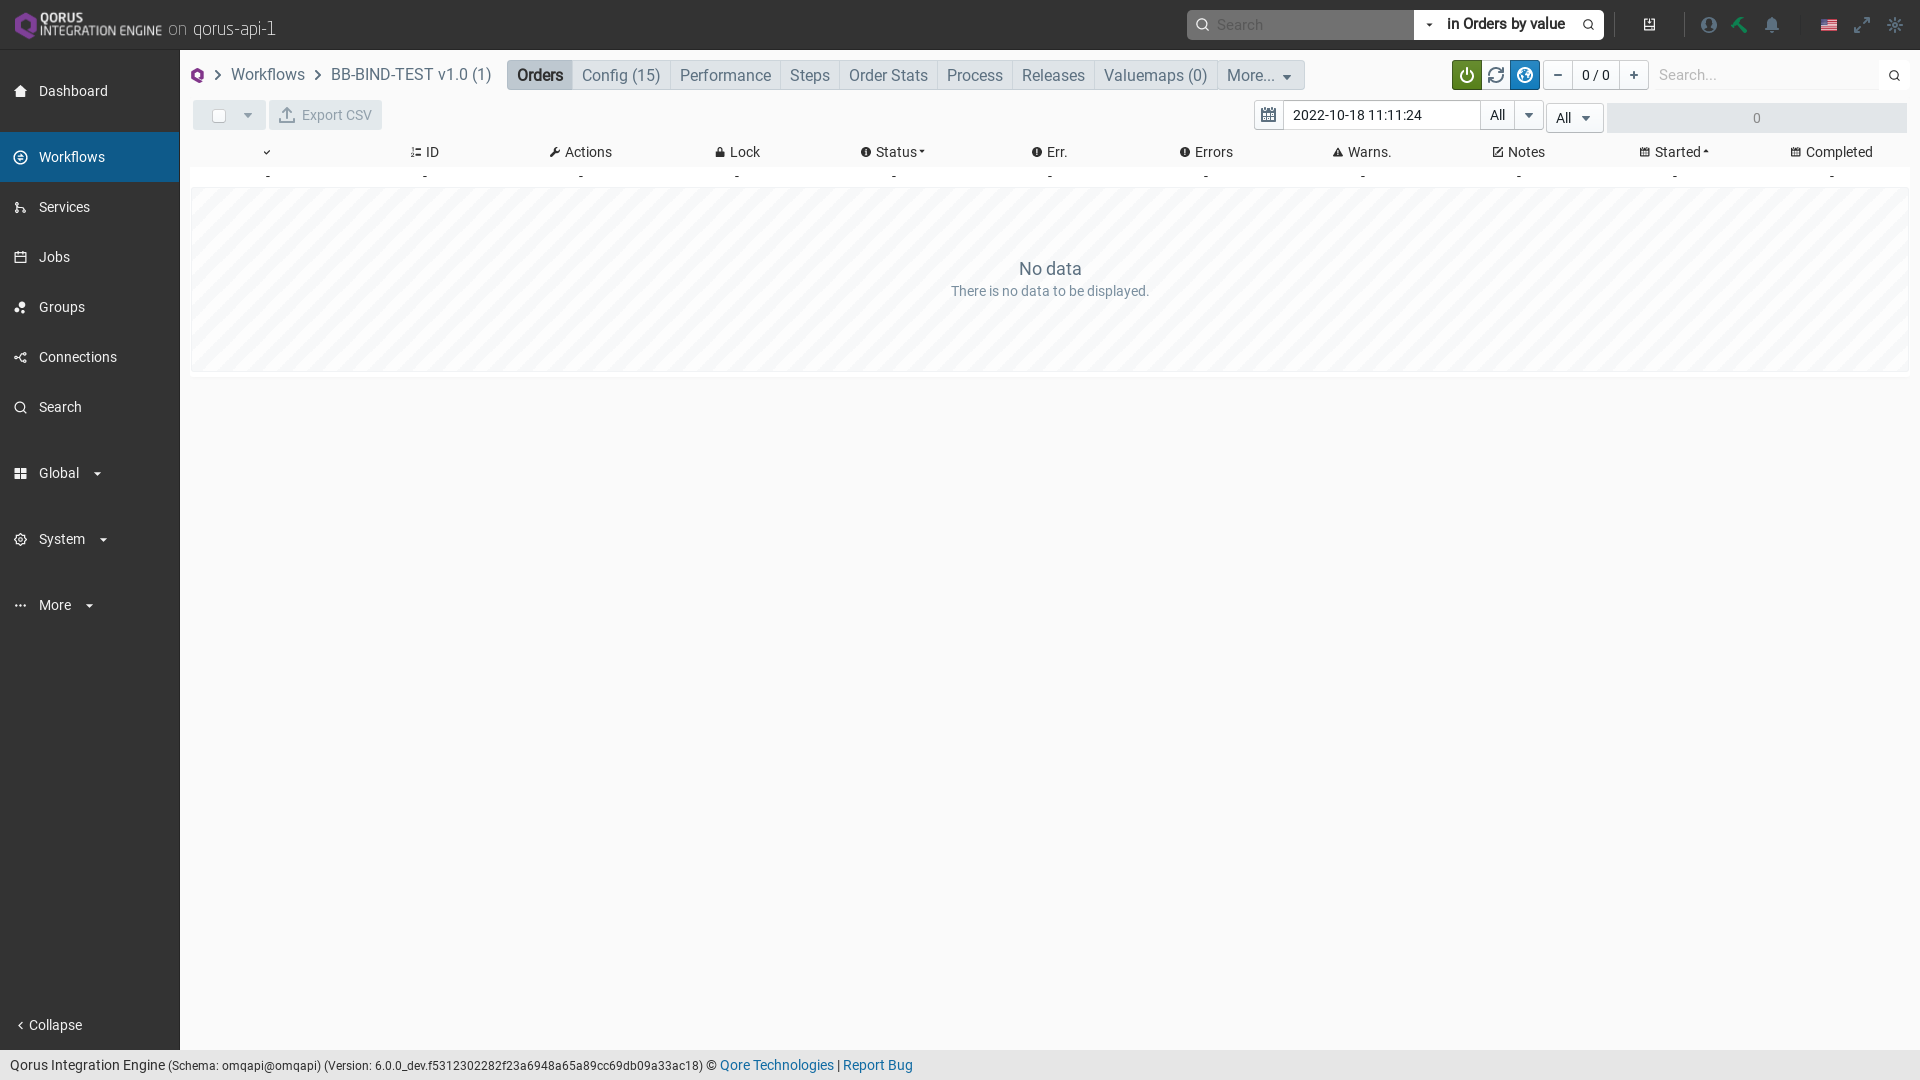 QORUS
INTEGRATION ENGINE on qorus-api-1
Search
in Orders by value
Dashboard
Workflows
Services
Jobs
Groups
Connections
Search
Global
System
More
Collapse
Workflows
BB-BIND-TEST v1.0 (1)
Orders
Config (15)
Performance
Steps
Order Stats
Process
Releases
Valuemaps (0)
More...
0 / 0
Search...
Export CSV
2022-10-18 11:11:24
All
All
0
ID
Actions
Lock
Status
Err.
Errors
Warns.
Notes
Started
Completed
- - - - - - - - - - -
No data
There is no data to be displayed.
Qorus Integration Engine (Schema: omqapi@omqapi) (Version: 6.0.0_dev.f5312302282f23a6948a65a89cc69db09a33ac18) © Qore Technologies | Report Bug